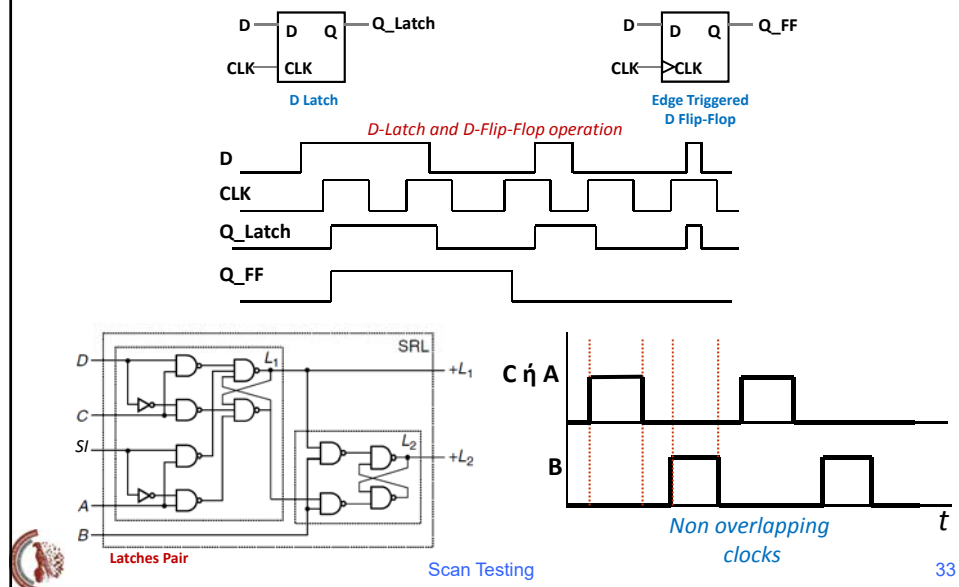 D D Q Q_Latch
CLK CLK
D Latch
D D Q Q_FF
CLK CLK
Edge Triggered
D Flip-Flop
D-Latch and D-Flip-Flop operation
D
CLK
Q_Latch
Q_FF
SRL
D L1 +L1
C
SI L2
A +L2
B
Latches Pair
C ή A
B
t
Non overlapping
clocks
Scan Testing
33